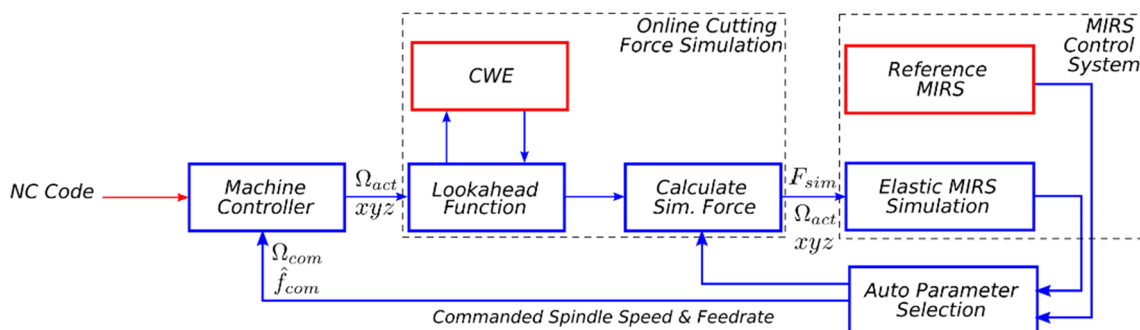 Online Cutting
Force Simulation
MIRS
Control
System
CWE
Reference
MIRS
NC Code
Machine
Controller
Ω_act
xyz
Lookahead
Function
Calculate
Sim. Force
F_sim
Ω_act
xyz
Elastic MIRS
Simulation
Ω_com
f̂_com
Auto Parameter
Selection
Commanded Spindle Speed & Feedrate